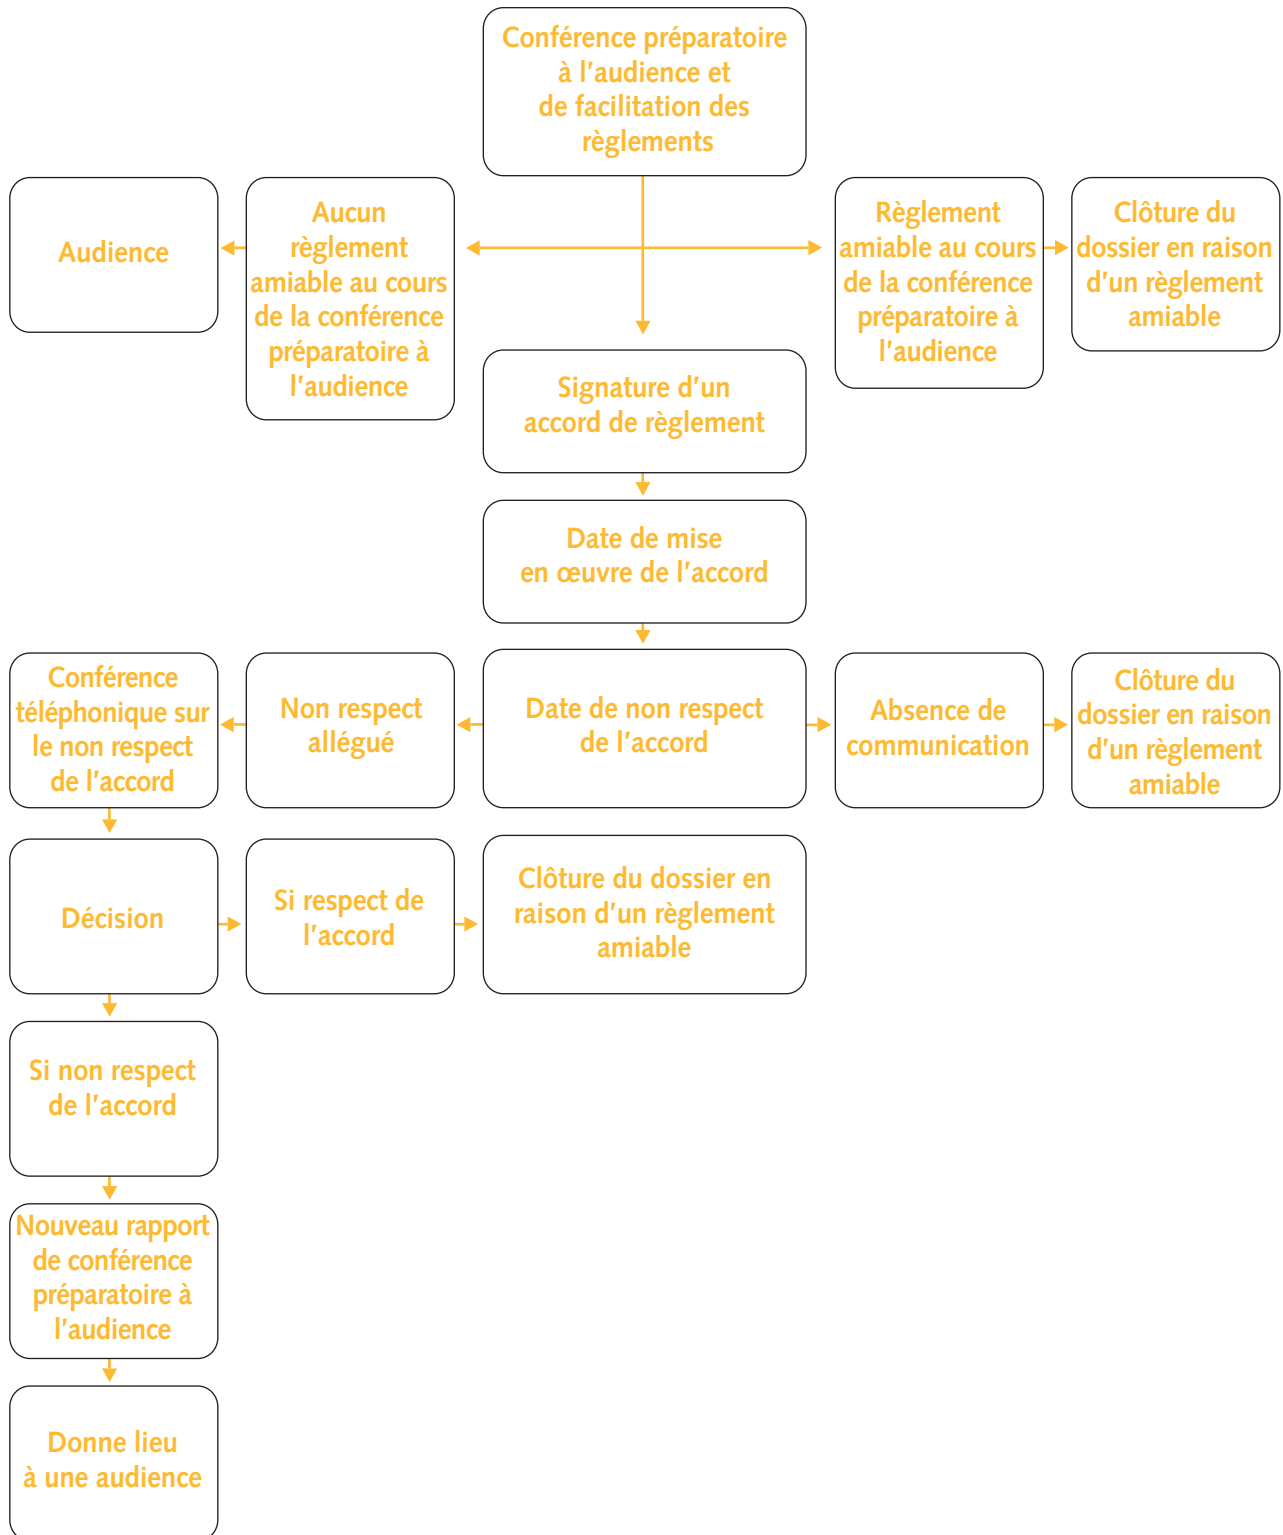 Conférence préparatoire
à l'audience et
de facilitation des
règlements
Audience
Aucun
règlement
amiable au cours
de la conférence
préparatoire à
l'audience
Règlement
amiable au cours
de la conférence
préparatoire à
l'audience
Clôture du
dossier en raison
d'un règlement
amiable
Signature d'un
accord de règlement
Date de mise
en œuvre de l'accord
Conférence
téléphonique sur
le non respect
de l'accord
Non respect
allégué
Date de non respect
de l'accord
Absence de
communication
Clôture du
dossier en raison
d'un règlement
amiable
Décision
Si respect de
l'accord
Clôture du dossier en
raison d'un règlement
amiable
Si non respect
de l'accord
Nouveau rapport
de conférence
préparatoire à
l'audience
Donne lieu
à une audience